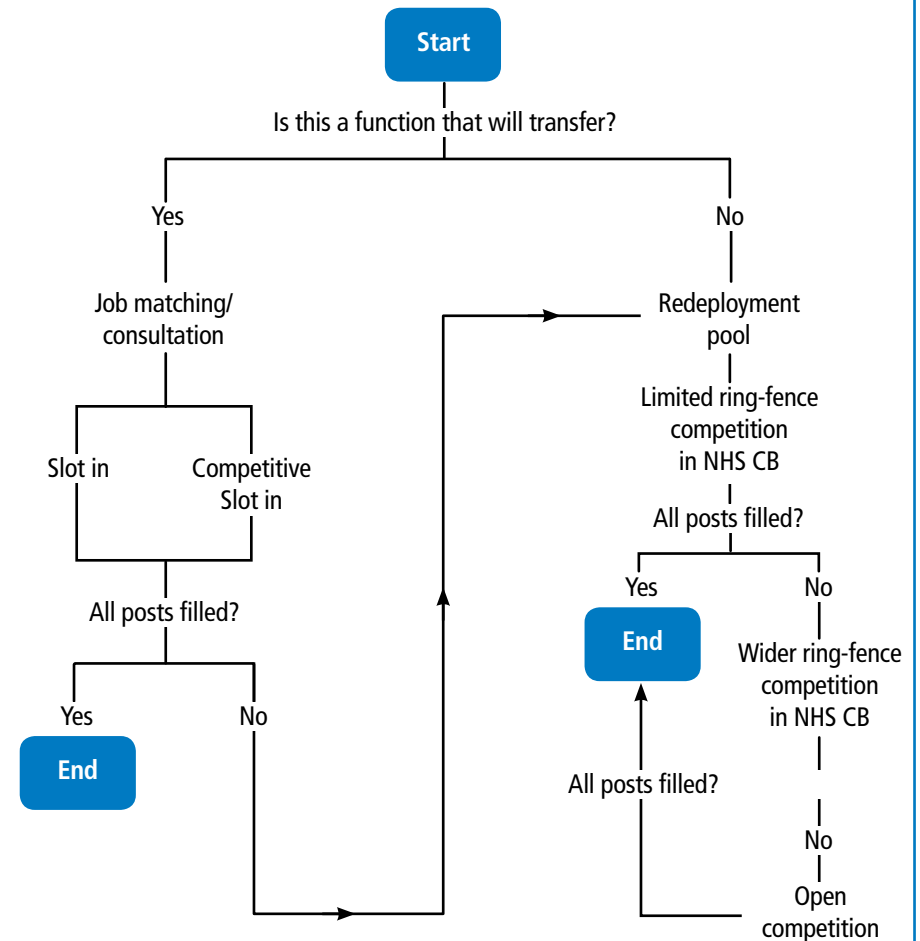 Start
Is this a function that will transfer?
Yes
No
Job matching/
consultation
Slot in
Competitive
Slot in
All posts filled?
Yes
No
End
Redeployment
pool
Limited ring-fence
competition
in NHS CB
All posts filled?
Yes
No
End
Wider ring-fence
competition
in NHS CB
All posts filled?
No
Open
competition